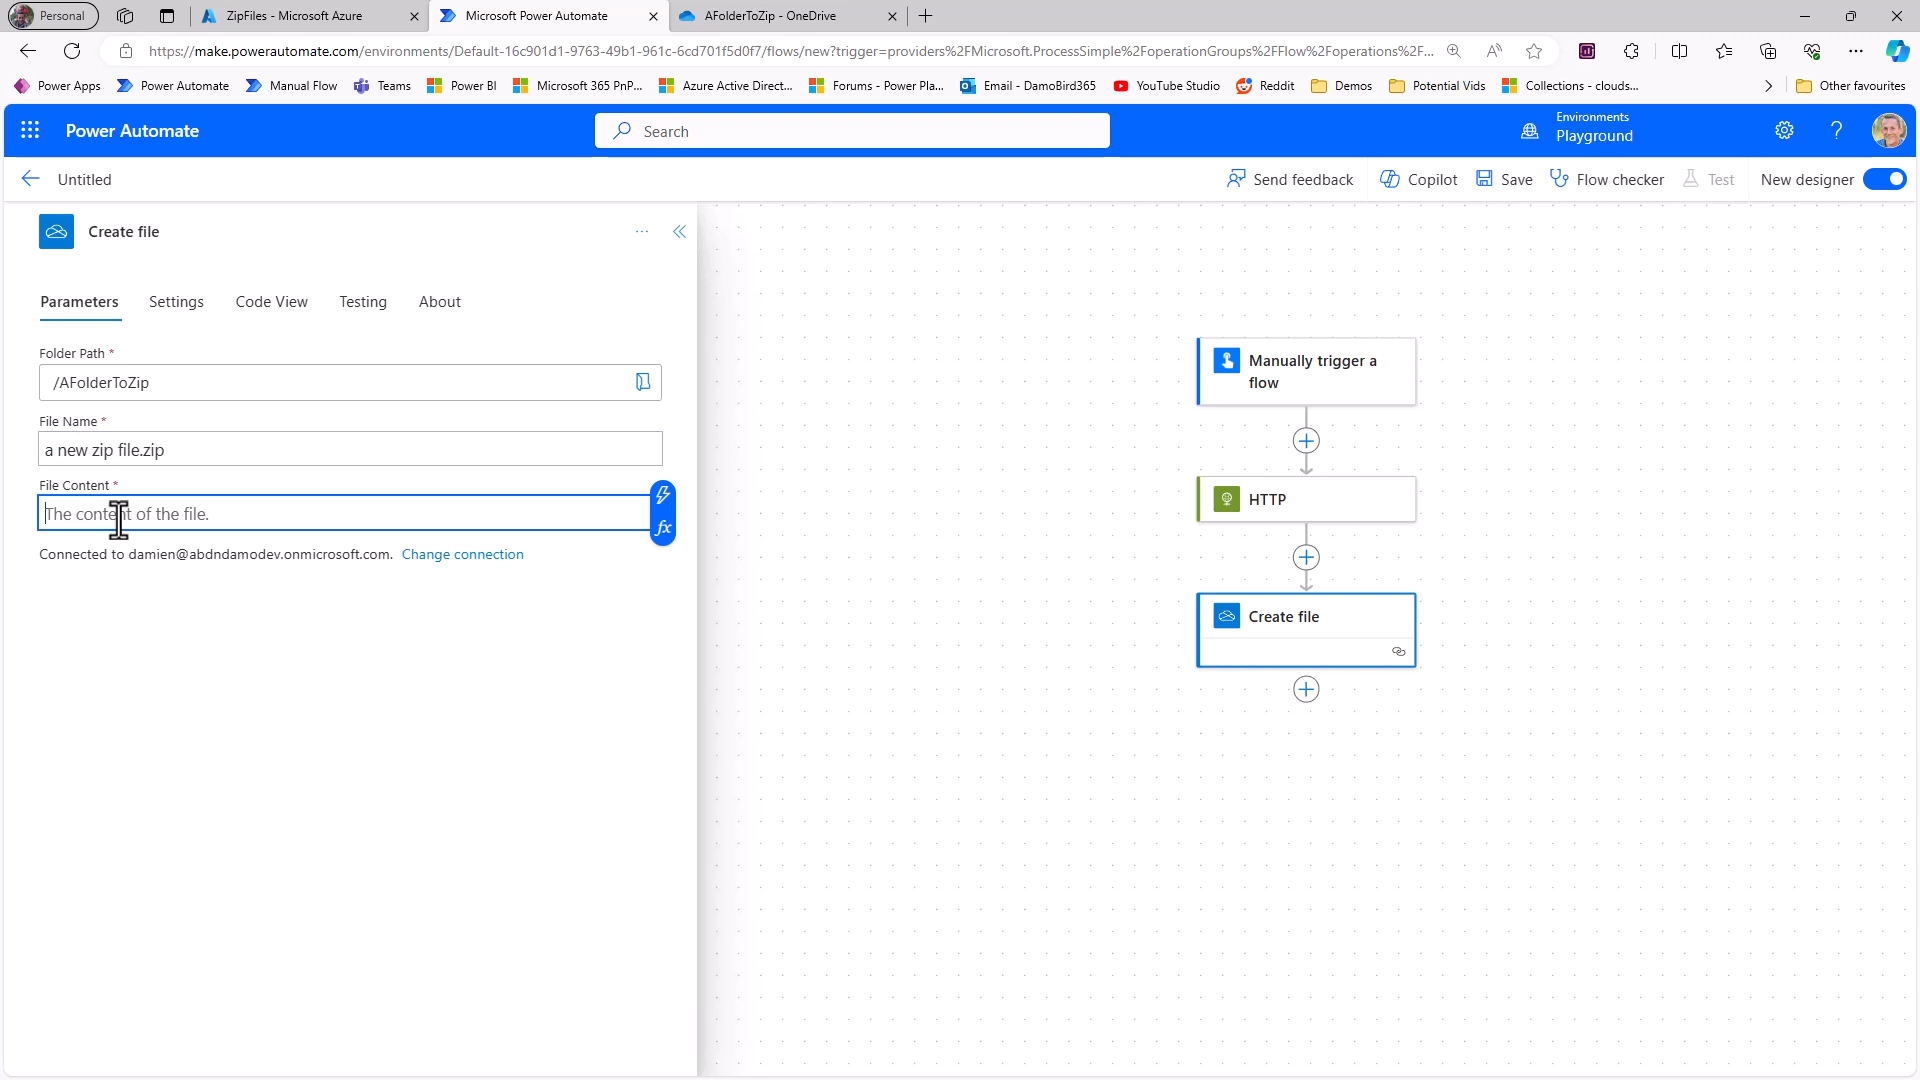 Personal
ZipFiles - Microsoft Azure
Microsoft Power Automate
AFolderToZip - OneDrive
https://make.powerautomate.com/environments/Default-16c901d1-9763-49b1-961c-6cd701f5d0f7/flows/new?trigger=providers%2FMicrosoft.ProcessSimple%2FoperationGroups%2FFlow%2Foperations%2F...
Power Apps
Power Automate
Manual Flow
Teams
Power BI
Microsoft 365 PnP...
Azure Active Direct...
Forums - Power Pla...
Email - DamoBird365
YouTube Studio
Reddit
Demos
Potential Vids
Collections - clouds...
Other favourites
Power Automate
Search
Environments
Playground
Untitled
Send feedback
Copilot
Save
Flow checker
Test
New designer
Create file
Parameters
Settings
Code View
Testing
About
Folder Path *
/AFolderToZip
File Name *
a new zip file.zip
File Content *
The content of the file.
fx
Connected to damien@abdndamodev.onmicrosoft.com. Change connection
Manually trigger a
flow
HTTP
Create file